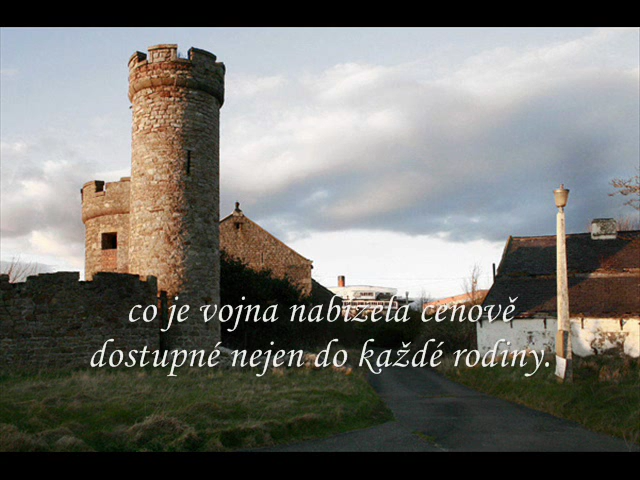 co je vojna nabízela cenově
dostupné nejen do každé rodiny.